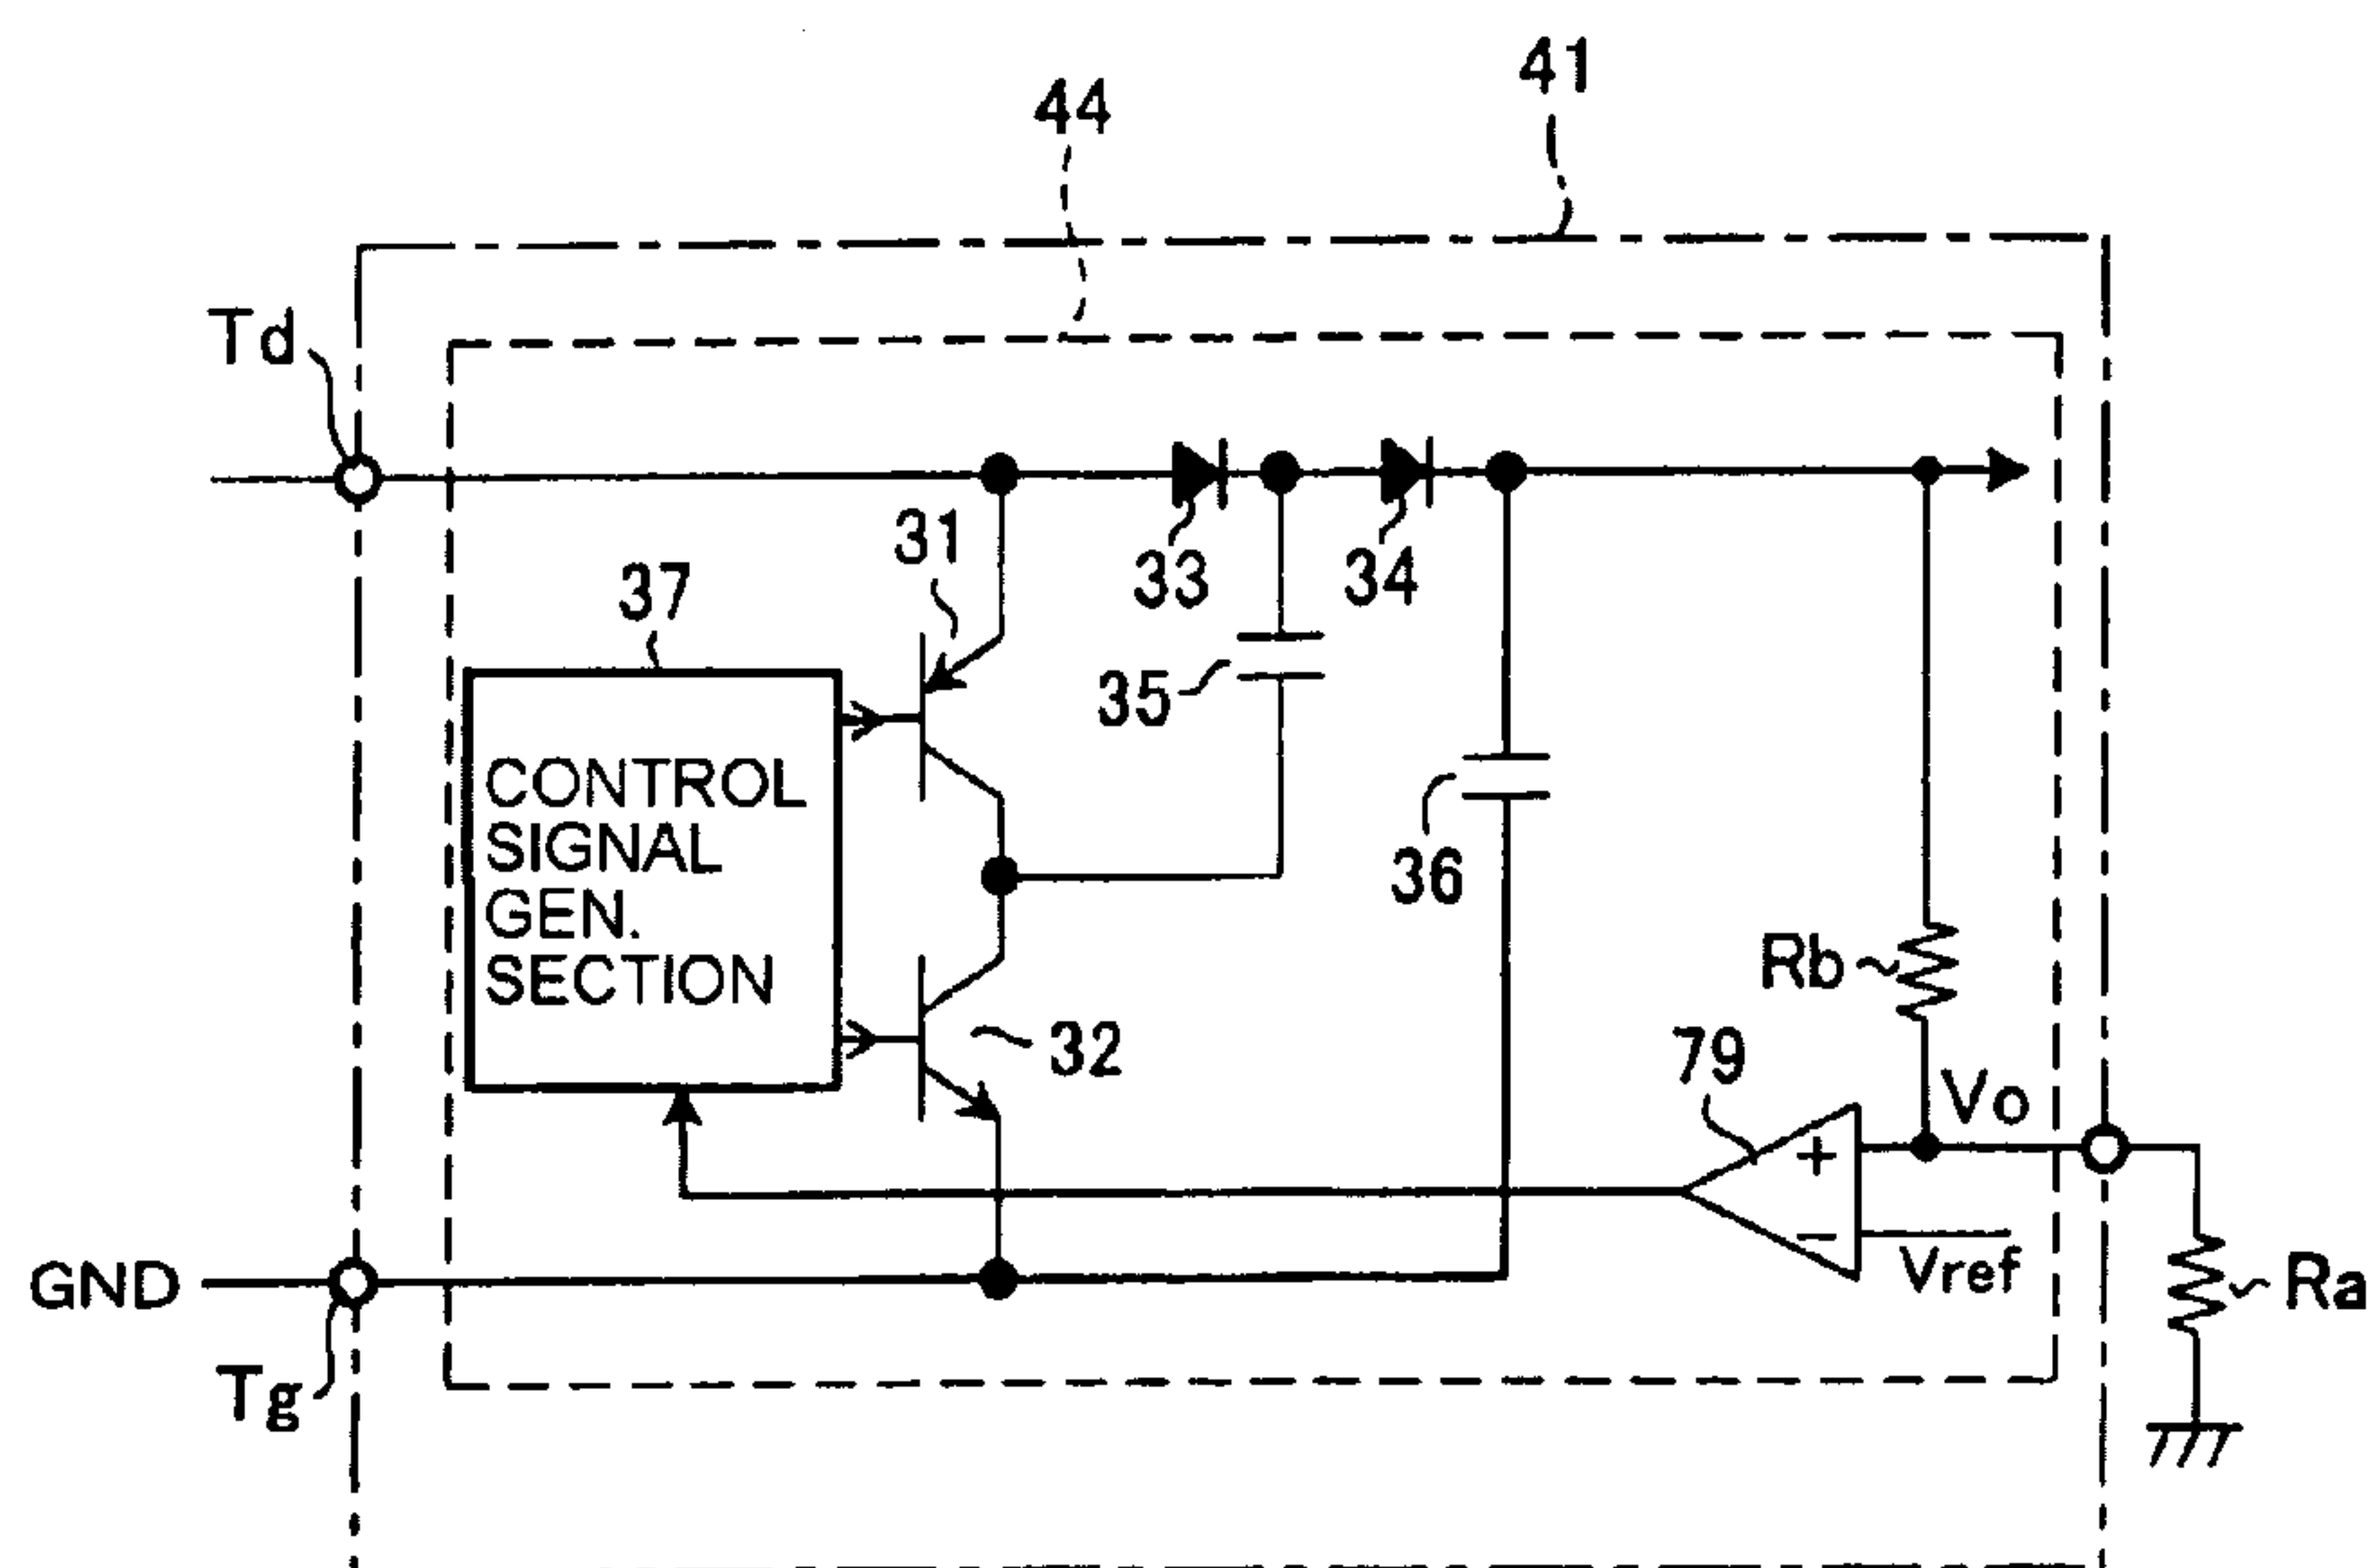 41
44
Td
31
33
34
37
35
CONTROL
SIGNAL
GEN.
SECTION
36
Rb
32
79
Vo
+
−
Vref
GND
Ra
Tg